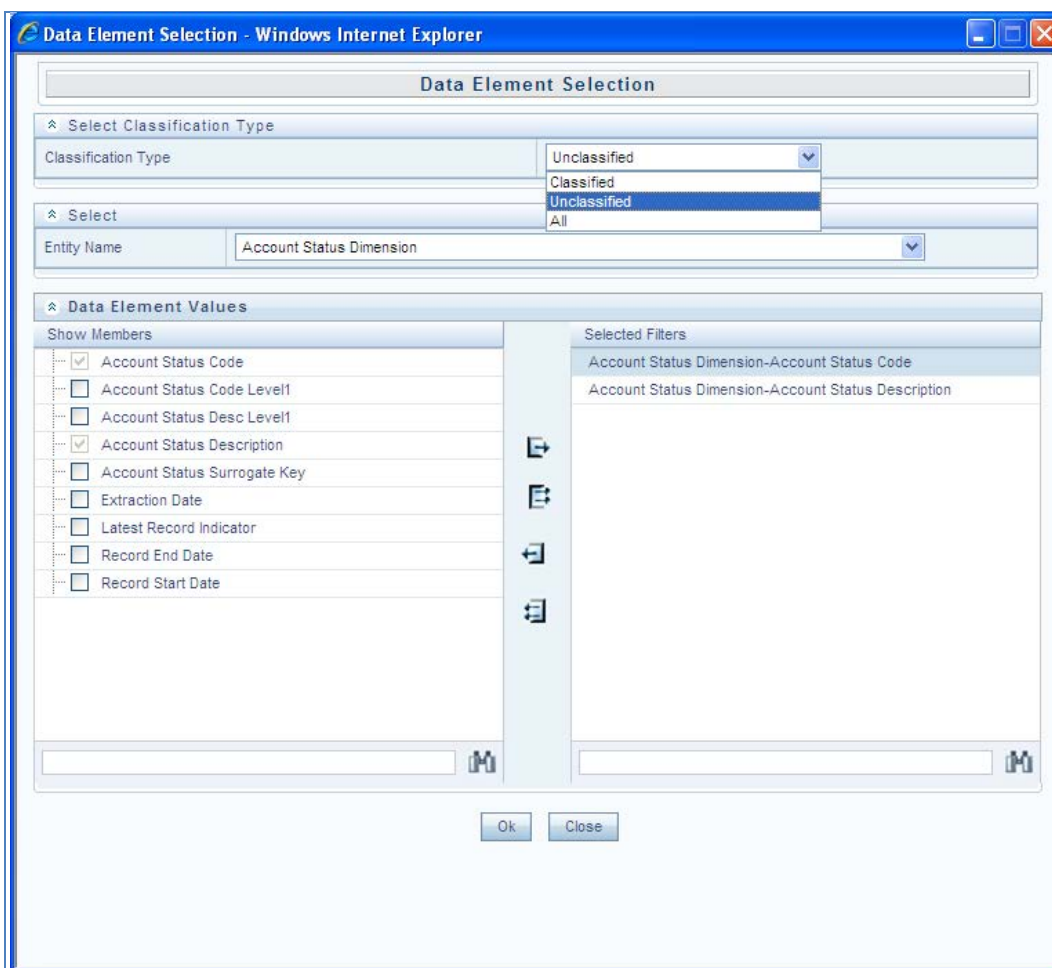 Data Element Selection - Windows Internet Explorer
Data Element Selection
Select Classification Type
Classification Type
Unclassified
Classified
Unclassified
All
Select
Entity Name
Account Status Dimension
Data Element Values
Show Members
Selected Filters
Account Status Code
Account Status Dimension-Account Status Code
Account Status Code Level1
Account Status Dimension-Account Status Description
Account Status Desc Level1
Account Status Description
Account Status Surrogate Key
Extraction Date
Latest Record Indicator
Record End Date
Record Start Date
Ok
Close